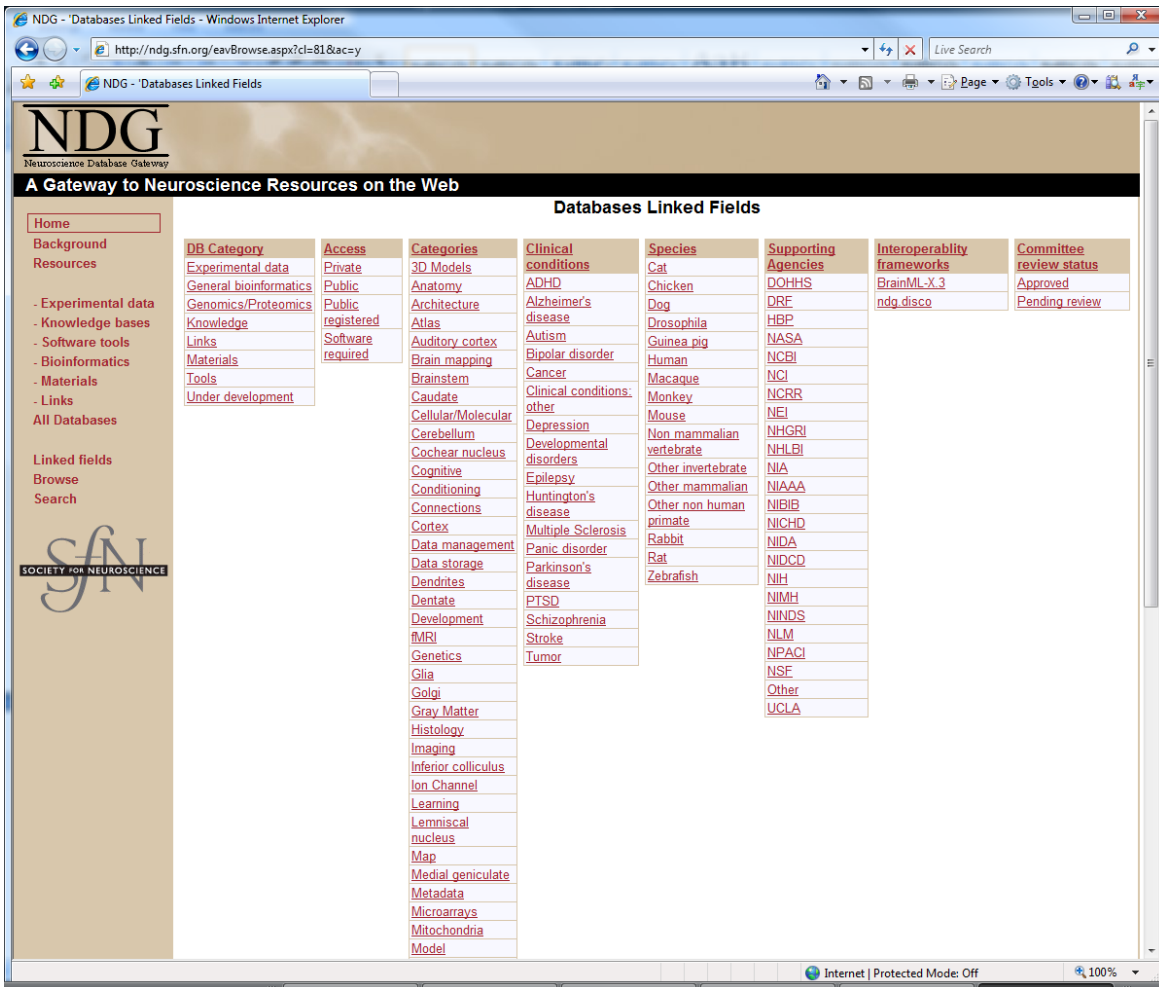 NDG - 'Databases Linked Fields - Windows Internet Explorer
http://ndg.sfn.org/eavBrowse.aspx?cl=81&ac=y
Live Search
NDG - 'Databases Linked Fields
Page
Tools
NDG
Neuroscience Database Gateway
A Gateway to Neuroscience Resources on the Web
Home
Background
Resources
- Experimental data
- Knowledge bases
- Software tools
- Bioinformatics
- Materials
- Links
All Databases
Linked fields
Browse
Search
SfN
SOCIETY FOR NEUROSCIENCE
Databases Linked Fields
DB Category
Experimental data
General bioinformatics
Genomics/Proteomics
Knowledge
Links
Materials
Tools
Under development
Access
Private
Public
Public
registered
Software
required
Categories
3D Models
Anatomy
Architecture
Atlas
Auditory cortex
Brain mapping
Brainstem
Caudate
Cellular/Molecular
Cerebellum
Cochear nucleus
Cognitive
Conditioning
Connections
Cortex
Data management
Data storage
Dendrites
Dentate
Development
fMRI
Genetics
Glia
Golgi
Gray Matter
Histology
Imaging
Inferior colliculus
Ion Channel
Learning
Lemniscal
nucleus
Map
Medial geniculate
Metadata
Microarrays
Mitochondria
Model
Clinical
conditions
ADHD
Alzheimer's
disease
Autism
Bipolar disorder
Cancer
Clinical conditions:
other
Depression
Developmental
disorders
Epilepsy
Huntington's
disease
Multiple Sclerosis
Panic disorder
Parkinson's
disease
PTSD
Schizophrenia
Stroke
Tumor
Species
Cat
Chicken
Dog
Drosophila
Guinea pig
Human
Macaque
Monkey
Mouse
Non mammalian
vertebrate
Other invertebrate
Other mammalian
Other non human
primate
Rabbit
Rat
Zebrafish
Supporting
Agencies
DOHHS
DRF
HBP
NASA
NCBI
NCI
NCRR
NEI
NHGRI
NHLBI
NIA
NIAAA
NIBIB
NICHD
NIDA
NIDCD
NIH
NIMH
NINDS
NLM
NPACI
NSF
Other
UCLA
Interoperablity
frameworks
BrainML-X.3
ndg.disco
Committee
review status
Approved
Pending review
Internet | Protected Mode: Off
100%